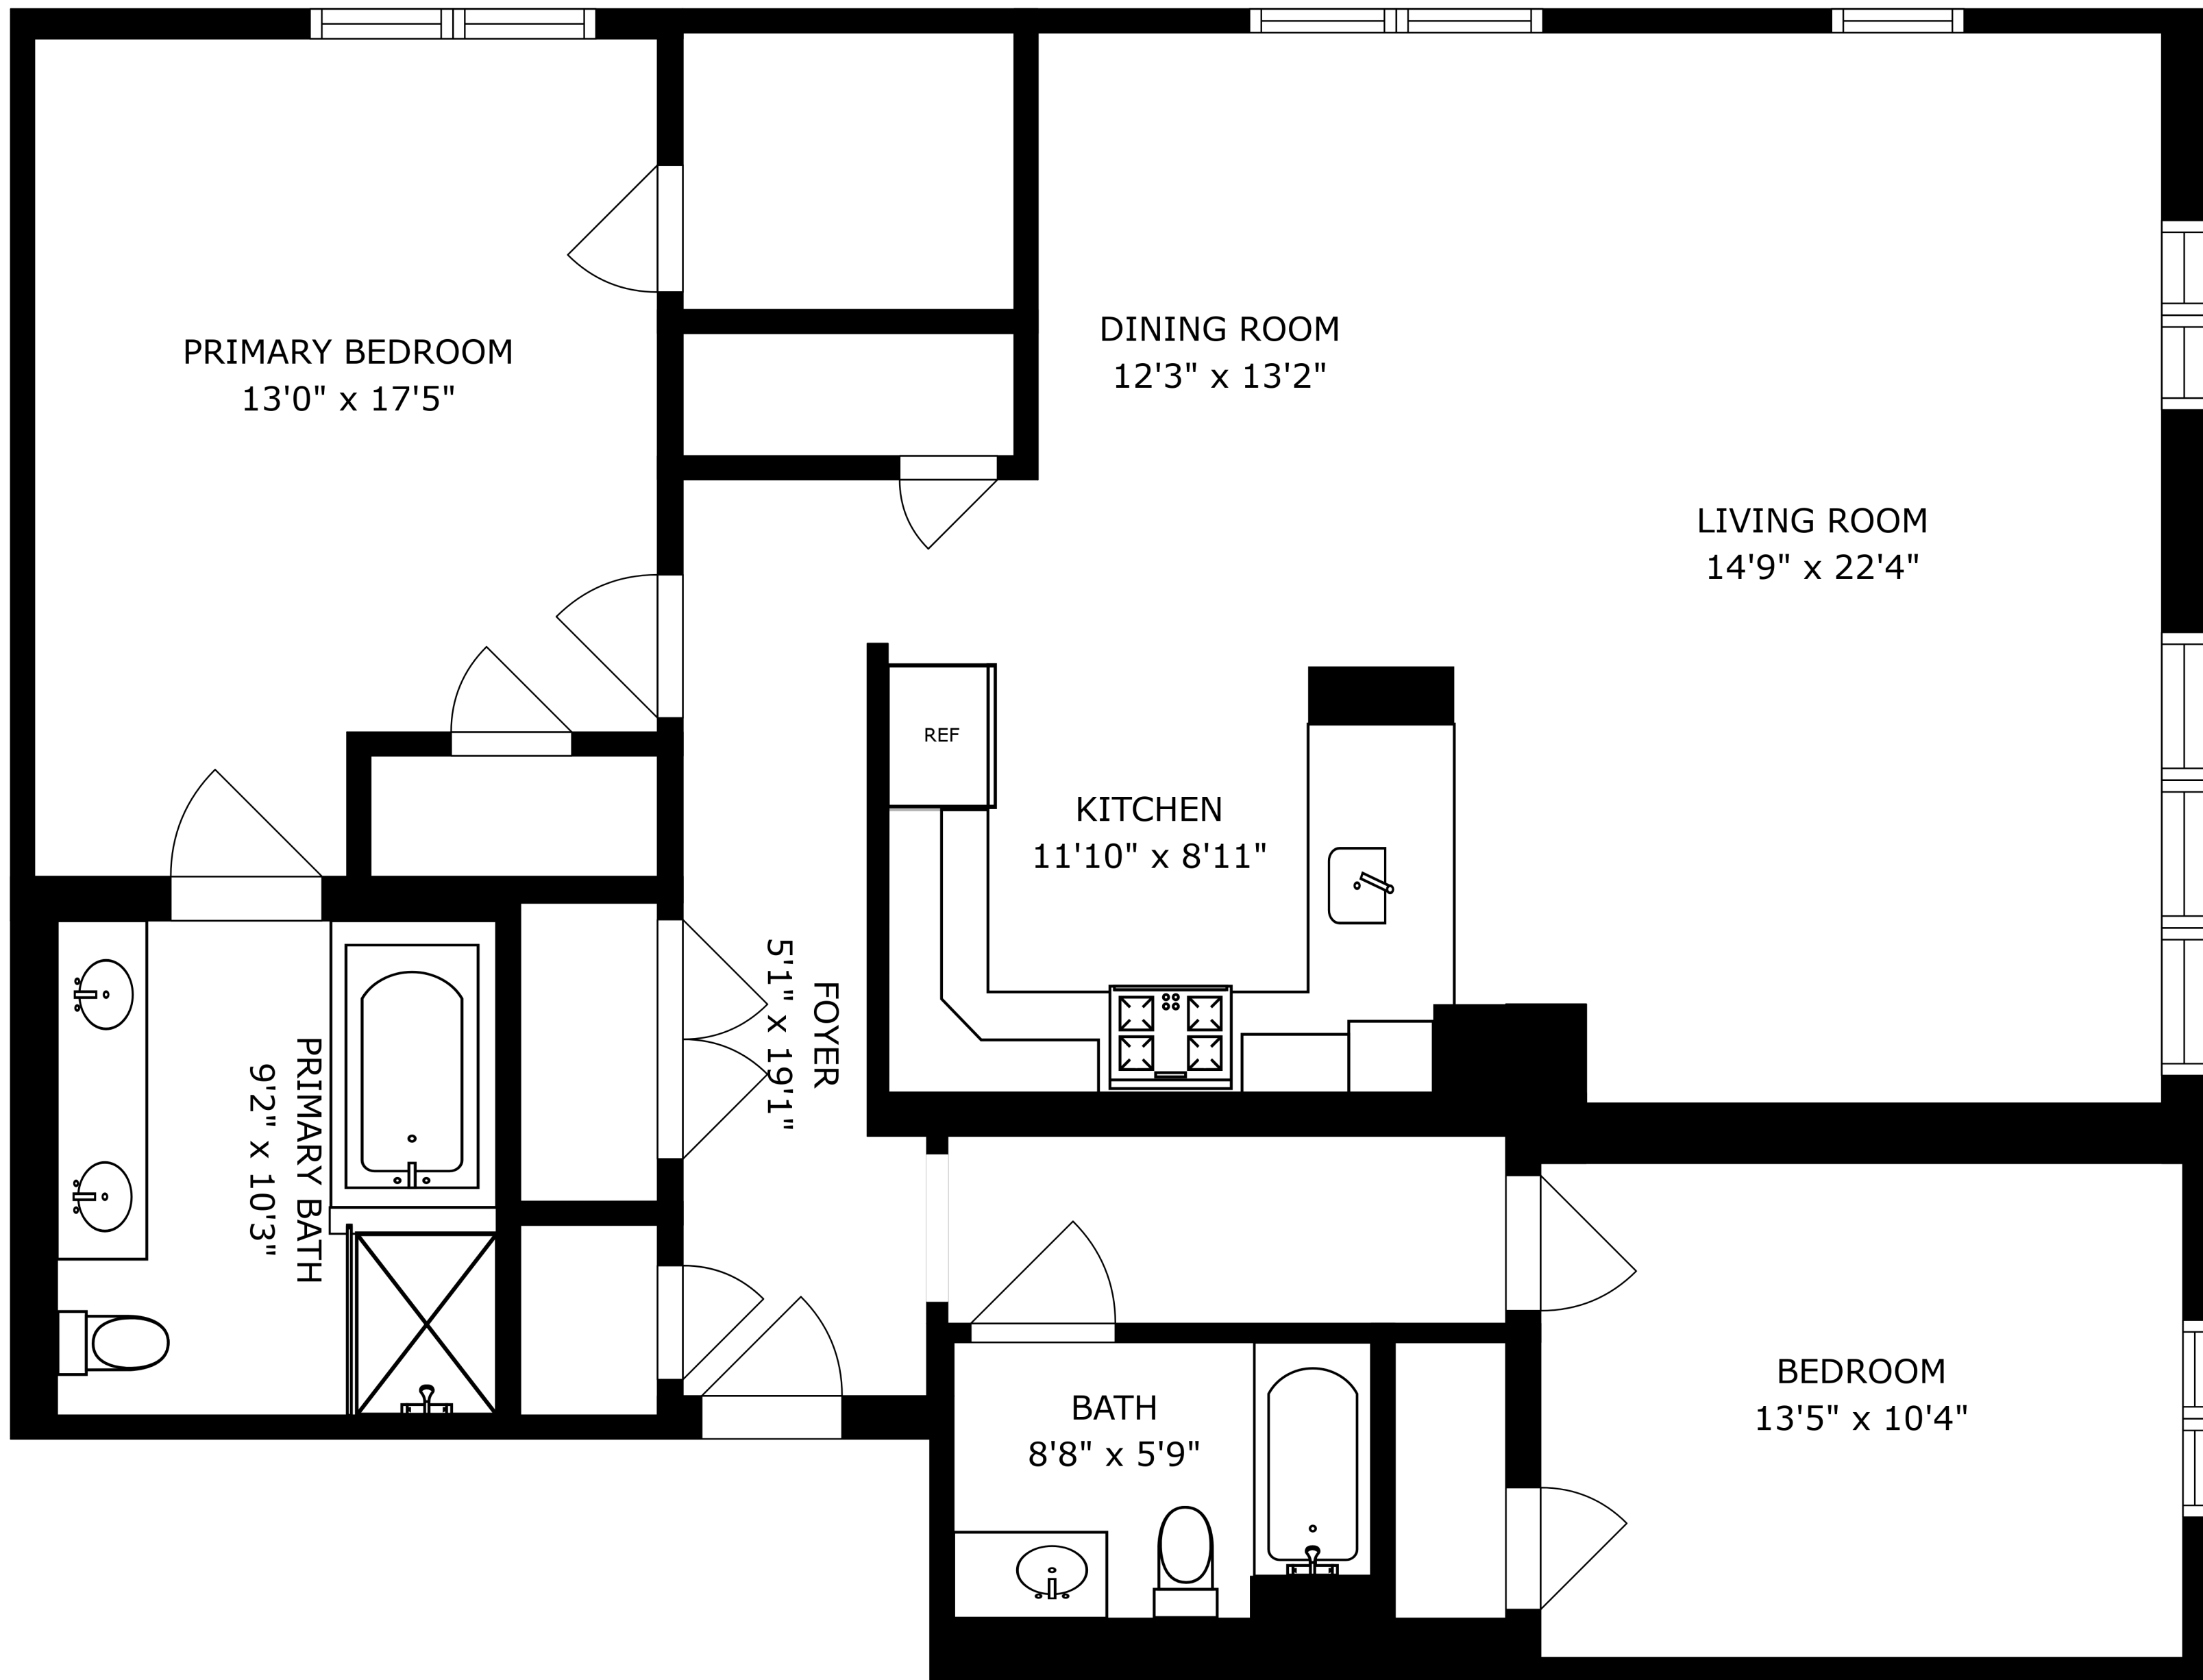 PRIMARY BEDROOM
13'0" x 17'5"
DINING ROOM
12'3" x 13'2"
LIVING ROOM
14'9" x 22'4"
REF
KITCHEN
11'10" x 8'11"
FOYER
5'1" x 19'1"
PRIMARY BATH
9'2" x 10'3"
BATH
8'8" x 5'9"
BEDROOM
13'5" x 10'4"